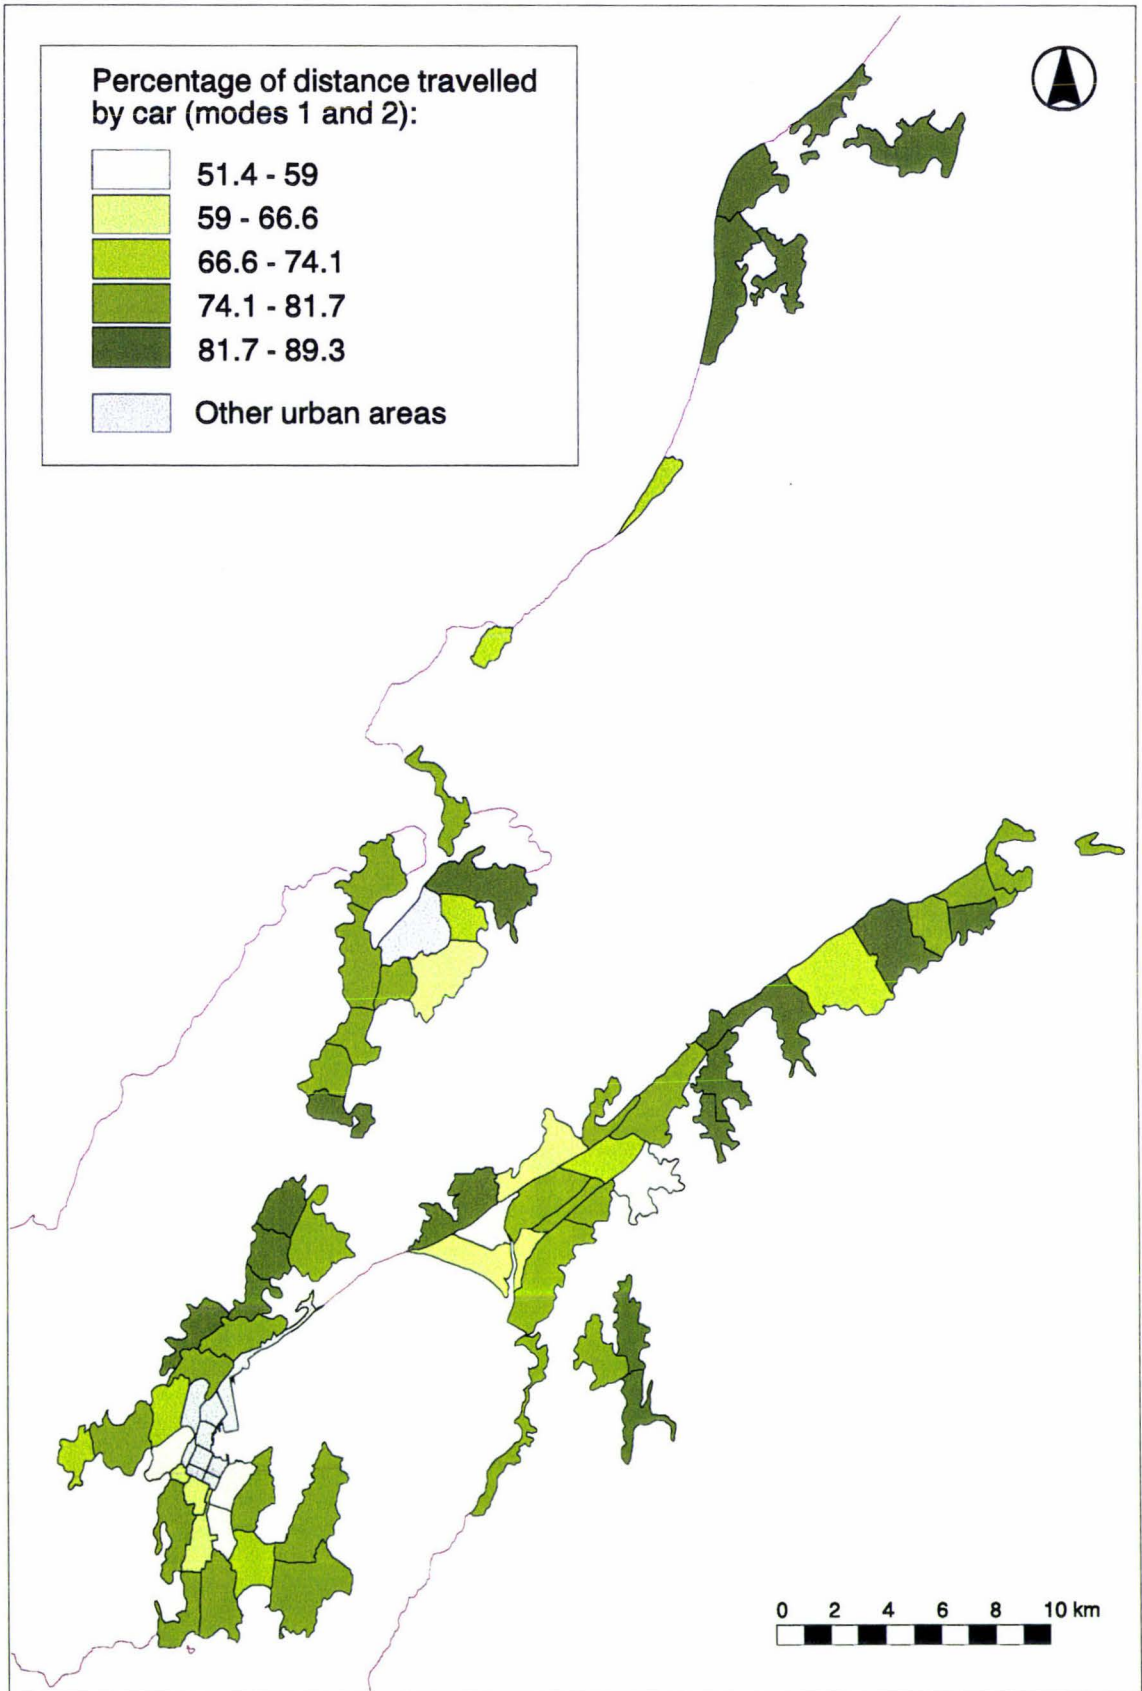 Percentage of distance travelled
by car (modes 1 and 2):
51.4 - 59
59 - 66.6
66.6 - 74.1
74.1 - 81.7
81.7 - 89.3
Other urban areas
0 2 4 6 8 10 km